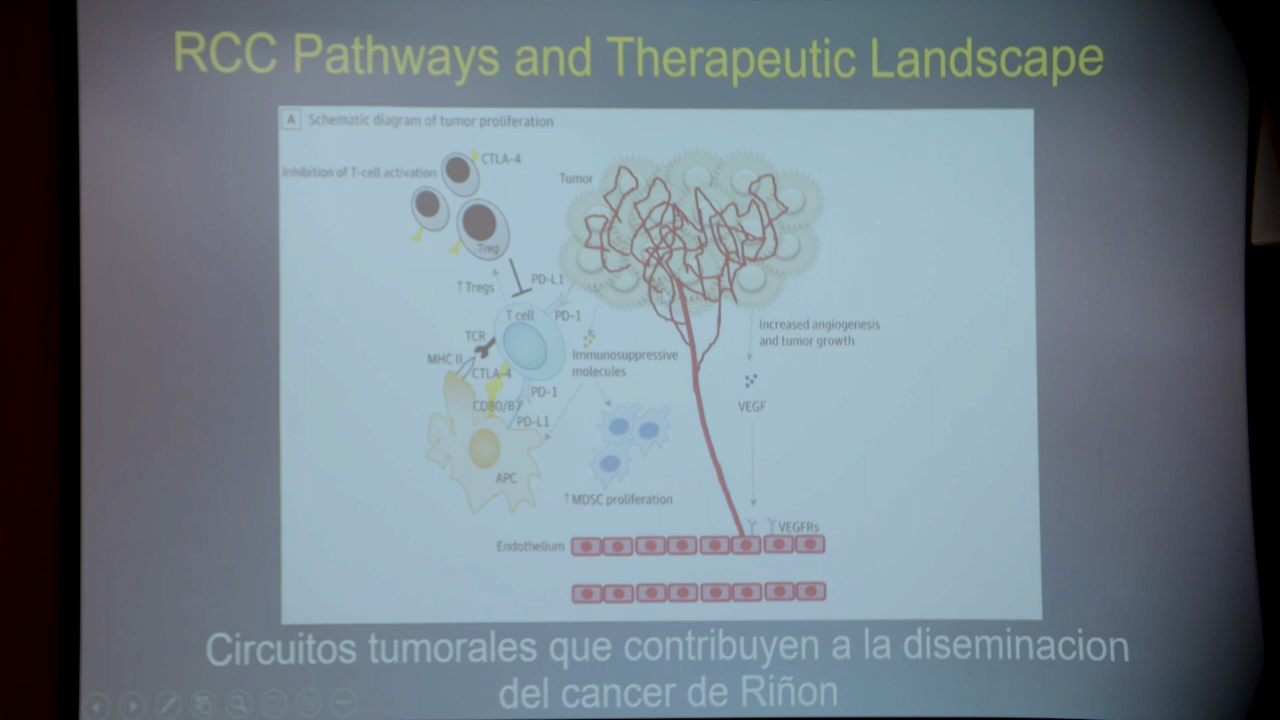 RCC Pathways and Therapeutic Landscape
A Schematic diagram of tumor proliferation
CTLA-4
Inhibition of T-cell activation
Tumor
Treg
↑Tregs
PD-L1
T cell
PD-1
TCR
MHC II
CTLA-4
Immunosuppressive
molecules
Increased angiogenesis
and tumor growth
PD-1
CD80/B7
PD-L1
VEGF
APC
↑MDSC proliferation
VEGFRs
Endothelium
Circuitos tumorales que contribuyen a la diseminacion
del cancer de Riñon